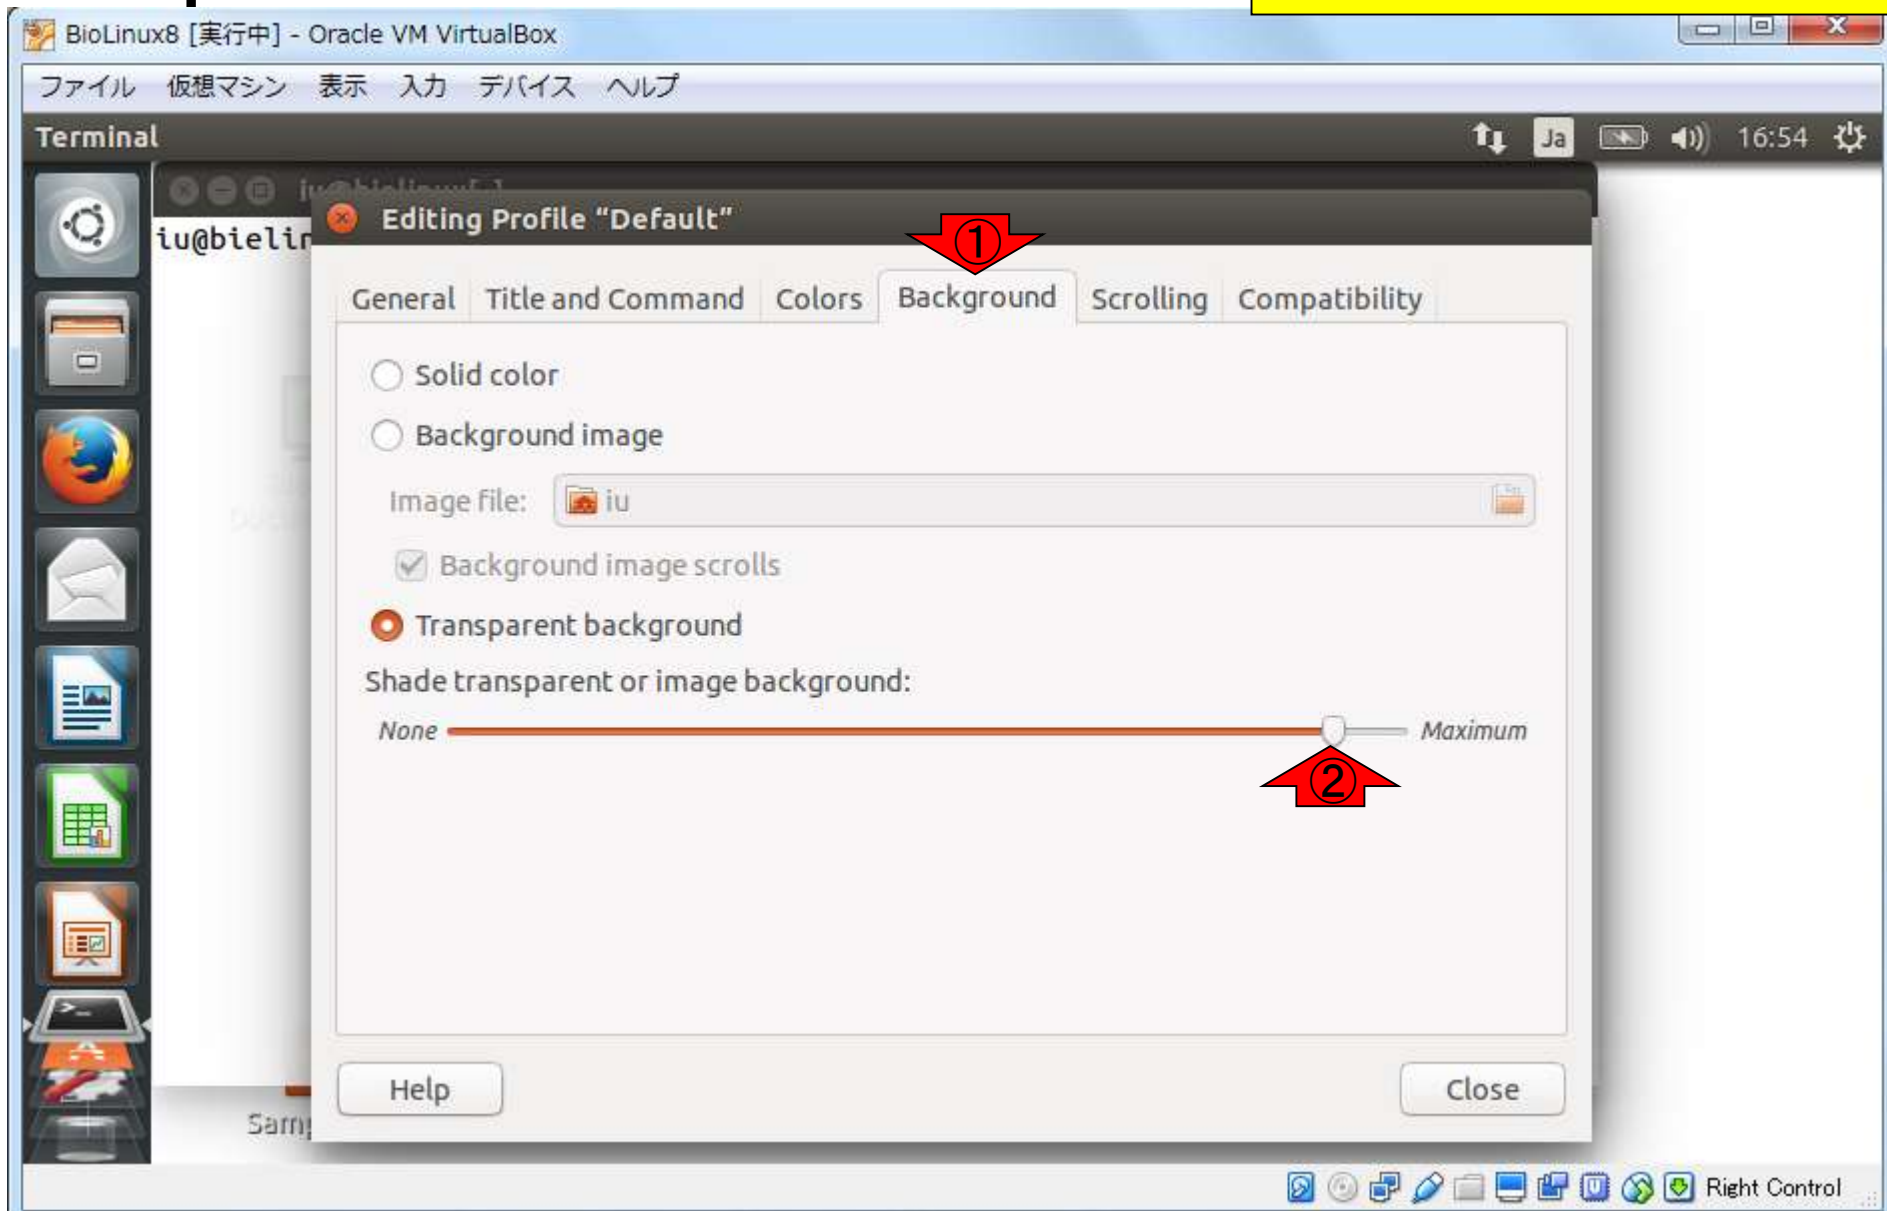 BioLinux8 [実行中] - Oracle VM VirtualBox
ファイル 仮想マシン 表示 入力 デバイス ヘルプ
Terminal Ja 16:54
iu@bielin
Editing Profile “Default”
①
General Title and Command Colors Background Scrolling Compatibility
Solid color
Background image
Image file: iu
Background image scrolls
Transparent background
Shade transparent or image background:
None Maximum
②
Help Close
Sam
Right Control